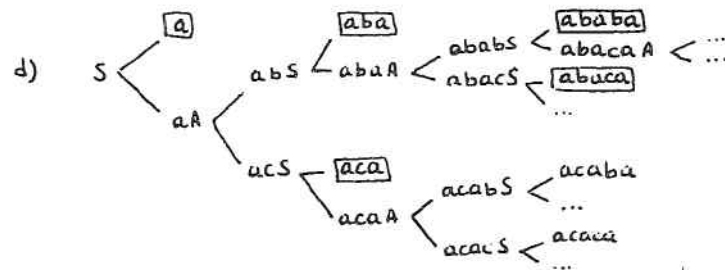 a aba ababa
ababS abacaA ...
...
d) S abS abaA abacS abaca
...
aA
acS aca acabS acaba
...
acaA
acacS acaca
...